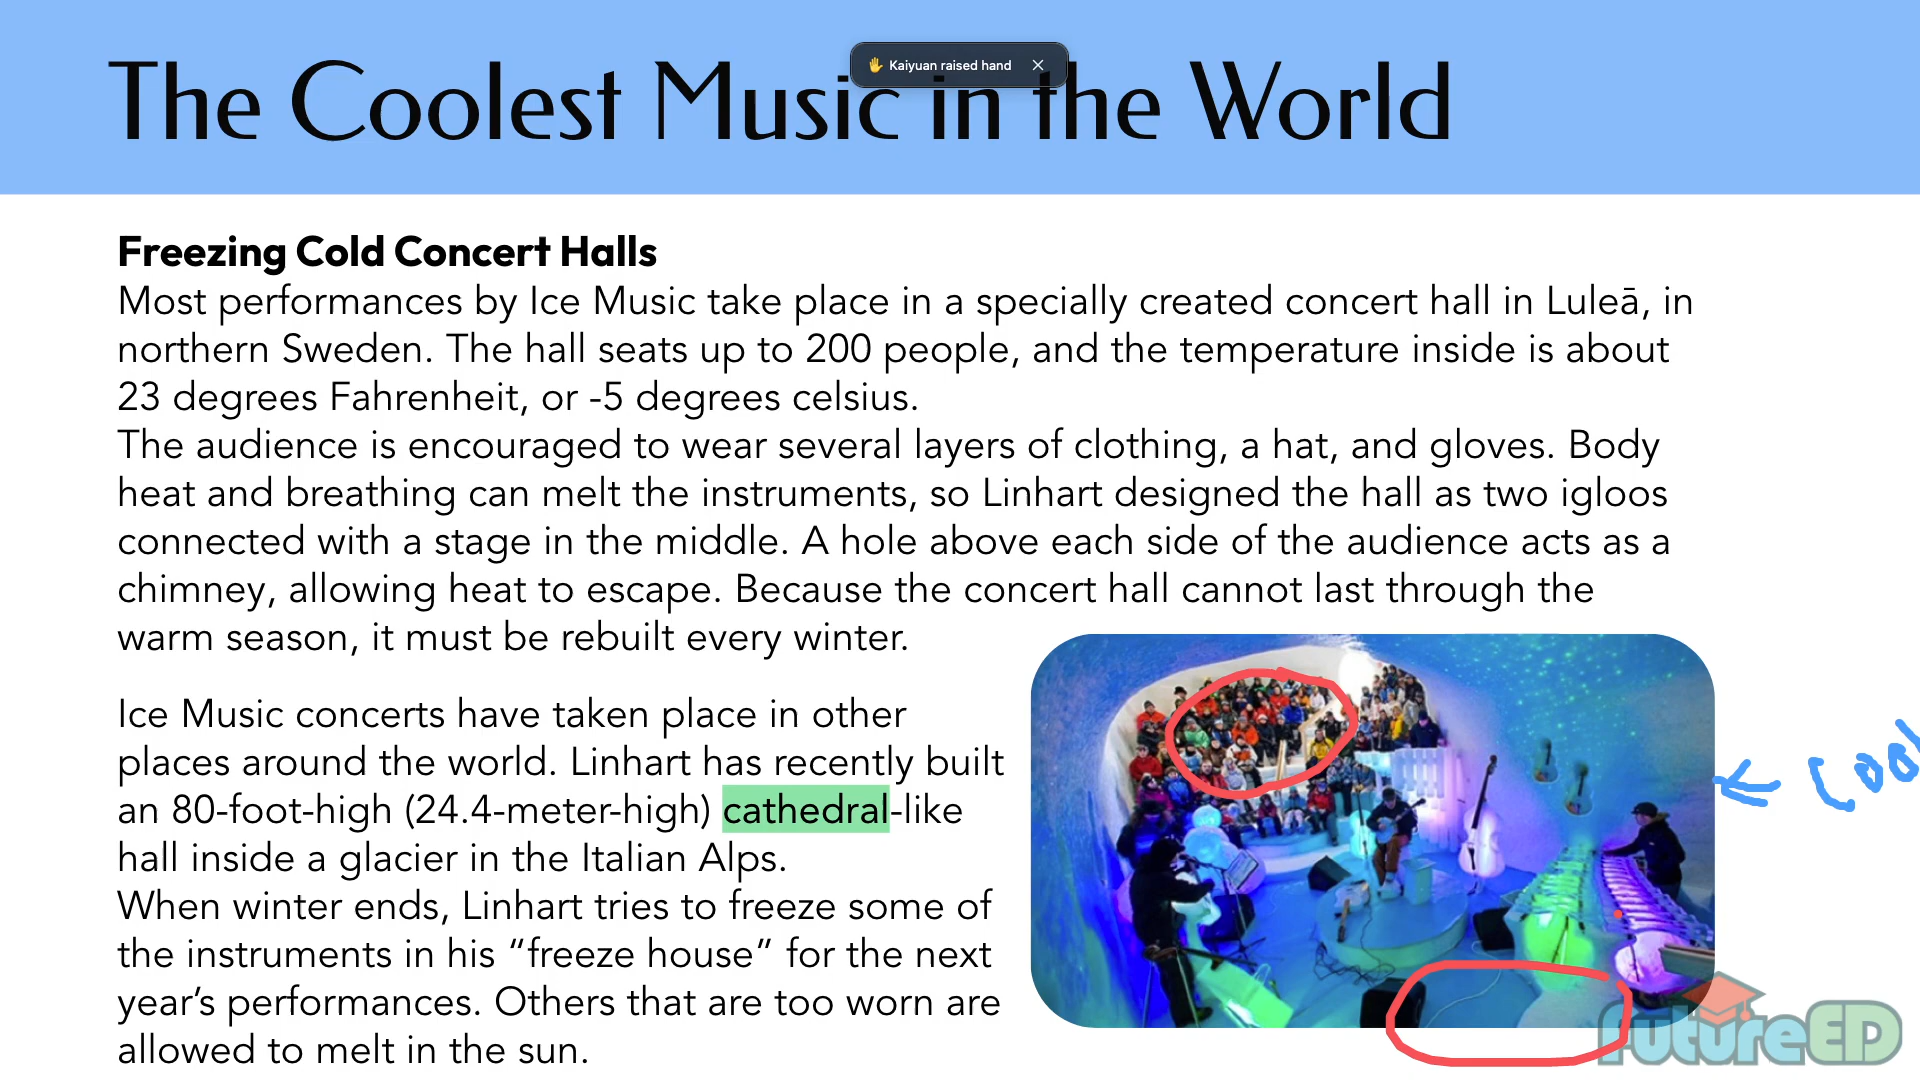 ✋ Kaiyuan raised hand ×
The Coolest Music in the World
Freezing Cold Concert Halls
Most performances by Ice Music take place in a specially created concert hall in Luleā, in
northern Sweden. The hall seats up to 200 people, and the temperature inside is about
23 degrees Fahrenheit, or -5 degrees celsius.
The audience is encouraged to wear several layers of clothing, a hat, and gloves. Body
heat and breathing can melt the instruments, so Linhart designed the hall as two igloos
connected with a stage in the middle. A hole above each side of the audience acts as a
chimney, allowing heat to escape. Because the concert hall cannot last through the
warm season, it must be rebuilt every winter.
Ice Music concerts have taken place in other
places around the world. Linhart has recently built
an 80-foot-high (24.4-meter-high) cathedral-like
hall inside a glacier in the Italian Alps.
When winter ends, Linhart tries to freeze some of
the instruments in his “freeze house” for the next
year’s performances. Others that are too worn are
allowed to melt in the sun.
Cool
futureED